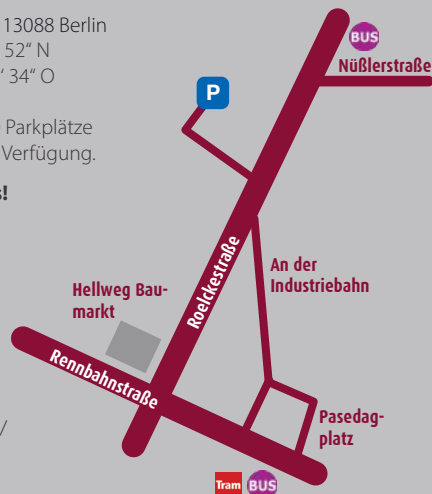 13088 Berlin
52“ N
‘ 34“ O
Parkplätze
Verfügung.
s!
BUS
Nüßlerstraße
P
Roelckestraße
An der
Industriebahn
Hellweg Bau-
markt
Rennbahnstraße
Pasedag-
platz
/
Tram BUS